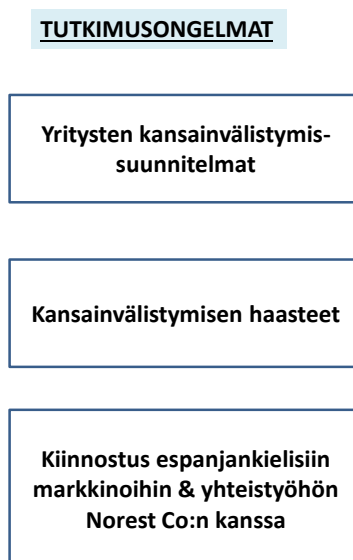 TUTKIMUSONGELMAT
Yritysten kansainvälistymis-
suunnitelmat
Kansainvälistymisen haasteet
Kiinnostus espanjankielisiin
markkinoihin & yhteistyöhön
Norest Co:n kanssa